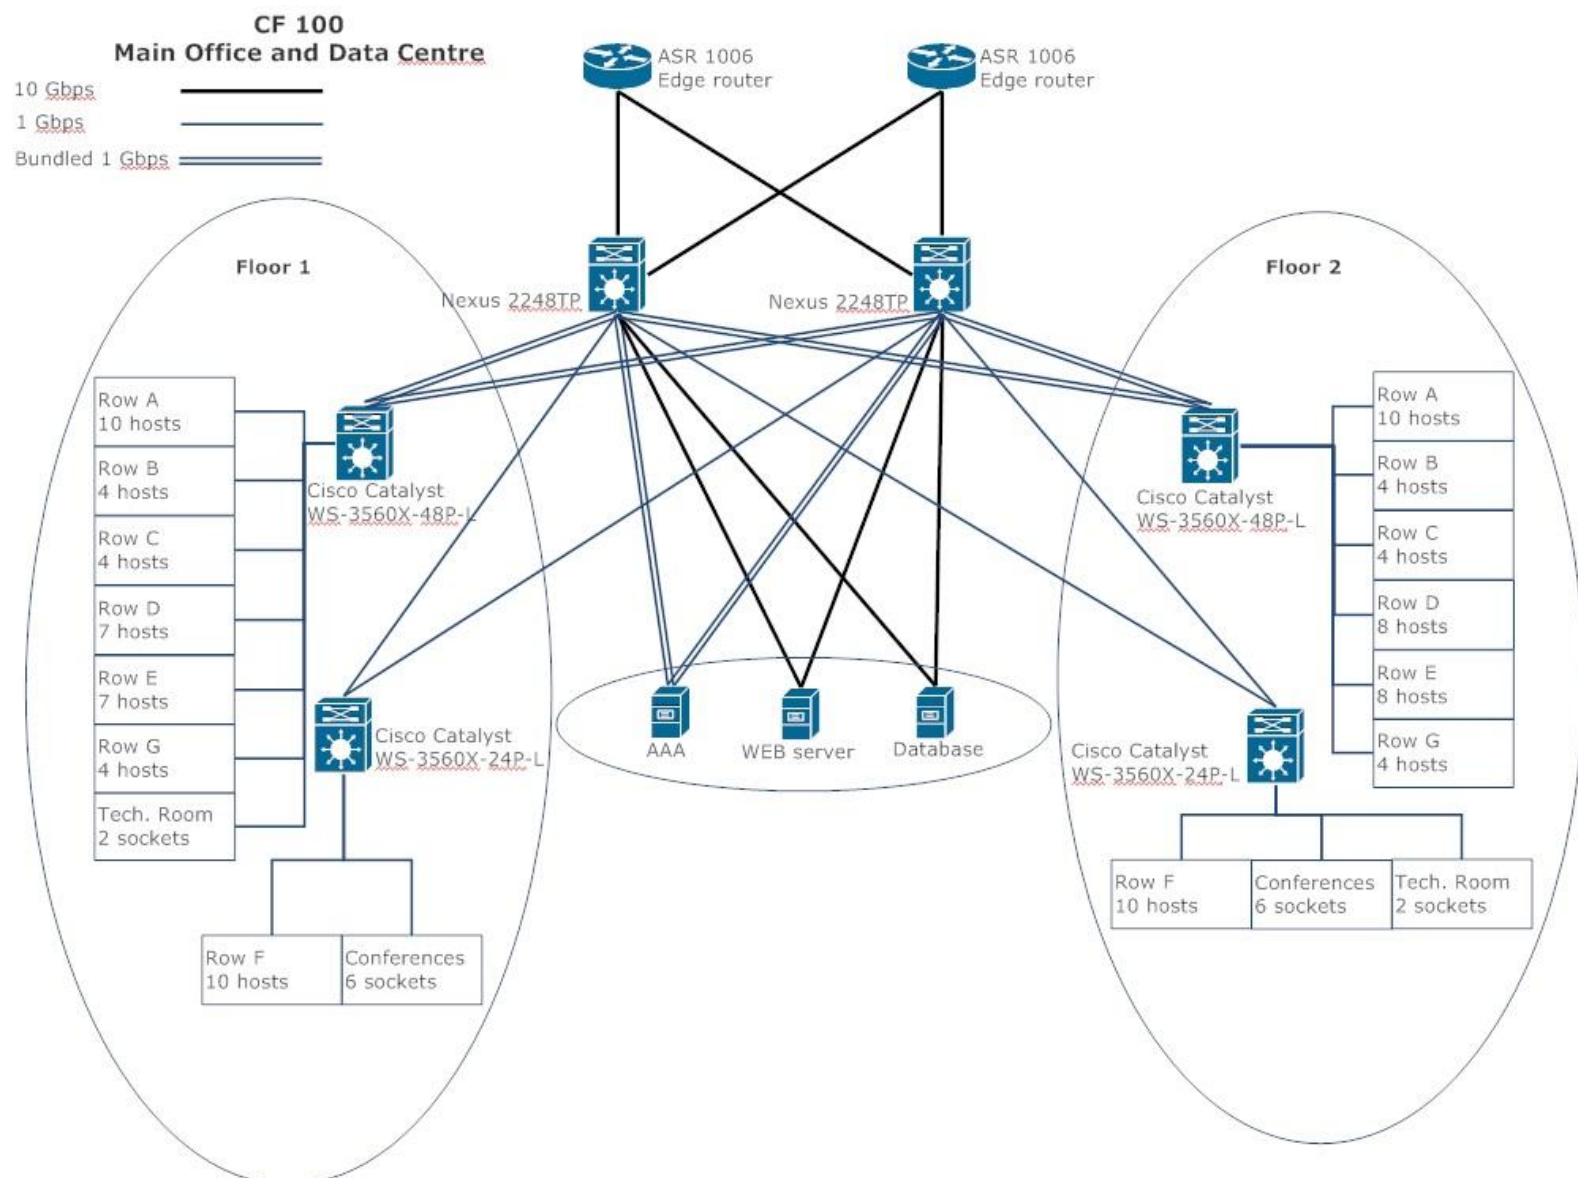 CF 100
Main Office and Data Centre
10 Gbps
1 Gbps
Bundled 1 Gbps
ASR 1006
Edge router
ASR 1006
Edge router
Floor 1
Floor 2
Nexus 2248TP
Nexus 2248TP
Row A
10 hosts
Row B
4 hosts
Row C
4 hosts
Row D
7 hosts
Row E
7 hosts
Row G
4 hosts
Tech. Room
2 sockets
Cisco Catalyst
WS-3560X-48P-L
Cisco Catalyst
WS-3560X-24P-L
Row F
10 hosts
Conferences
6 sockets
AAA
WEB server
Database
Cisco Catalyst
WS-3560X-48P-L
Row A
10 hosts
Row B
4 hosts
Row C
4 hosts
Row D
8 hosts
Row E
8 hosts
Row G
4 hosts
Cisco Catalyst
WS-3560X-24P-L
Row F
10 hosts
Conferences
6 sockets
Tech. Room
2 sockets